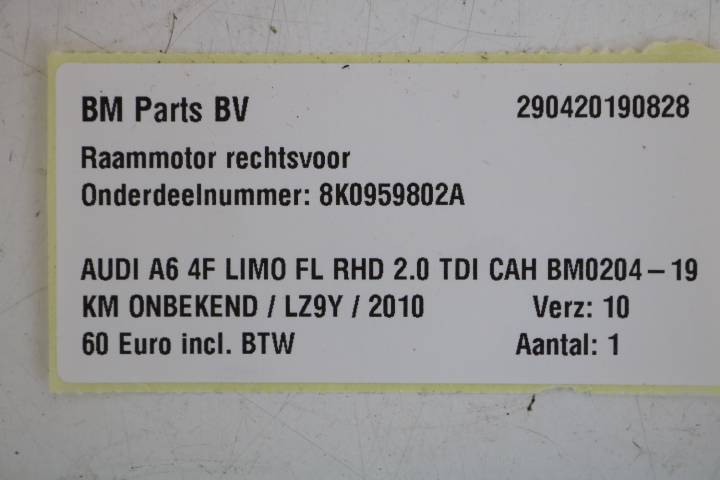 BM Parts BV 290420190828
Raammotor rechtsvoor
Onderdeelnummer: 8K0959802A
AUDI A6 4F LIMO FL RHD 2.0 TDI CAH BM0204-19
KM ONBEKEND / LZ9Y / 2010 Verz: 10
60 Euro incl. BTW Aantal: 1